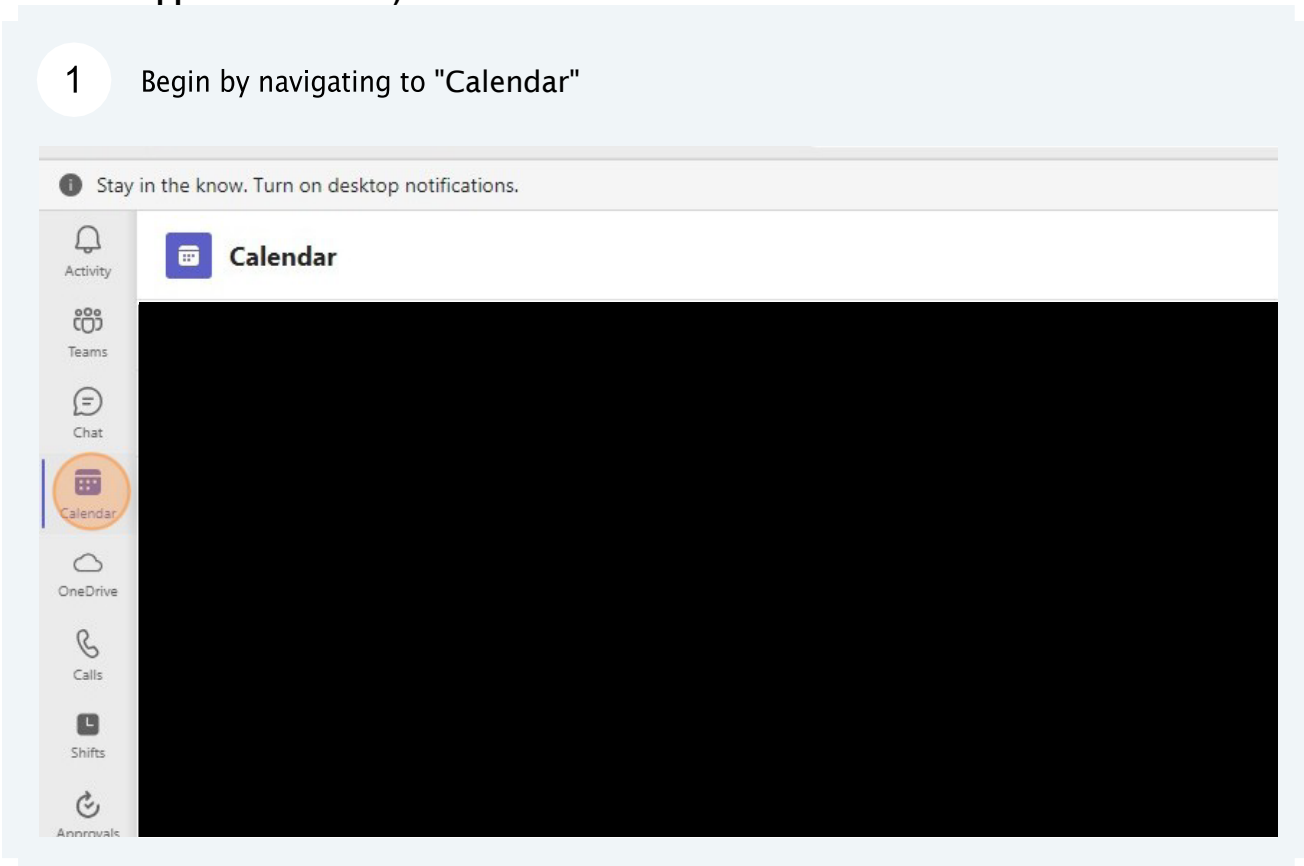 1 Begin by navigating to "Calendar"
Stay in the know. Turn on desktop notifications.
Activity
Calendar
Teams
Chat
Calendar
OneDrive
Calls
Shifts
Approvals